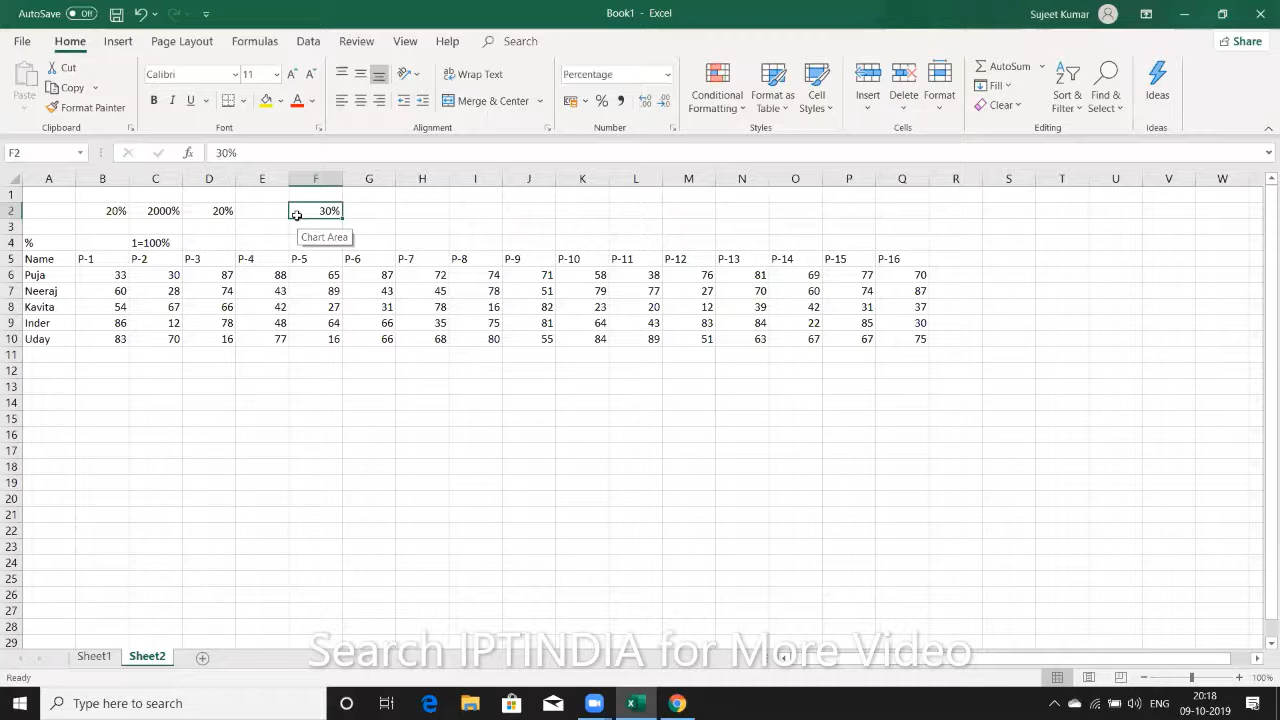 AutoSave Off Book1 - Excel Sujeet Kumar
File Home Insert Page Layout Formulas Data Review View Help Search Share
Paste Cut Copy Format Painter
Calibri 11
B I U A
Wrap Text
Merge & Center
Percentage
Conditional Formatting Format as Table Cell Styles
Insert Delete Format
AutoSum Fill Clear
Sort & Filter Find & Select
Ideas
Clipboard Font Alignment Number Styles Cells Editing Ideas
F2 fx 30%
A B C D E F G H I J K L M N O P Q R S T U V W
1
2 20% 2000% 20% 30%
3
Chart Area
4 % 1=100%
5 Name P-1 P-2 P-3 P-4 P-5 P-6 P-7 P-8 P-9 P-10 P-11 P-12 P-13 P-14 P-15 P-16
6 Puja 33 30 87 88 65 87 72 74 71 58 38 76 81 69 77 70
7 Neeraj 60 28 74 43 89 43 45 78 51 79 77 27 70 60 74 87
8 Kavita 54 67 66 42 27 31 78 16 82 23 20 12 39 42 31 37
9 Inder 86 12 78 48 64 66 35 75 81 64 43 83 84 22 85 30
10 Uday 83 70 16 77 16 66 68 80 55 84 89 51 63 67 67 75
11
12
13
14
15
16
17
18
19
20
21
22
23
24
25
26
27
28
29
Search IPTINDIA for More Video
Sheet1 Sheet2
Ready 100%
Type here to search
ENG 20:18
09-10-2019